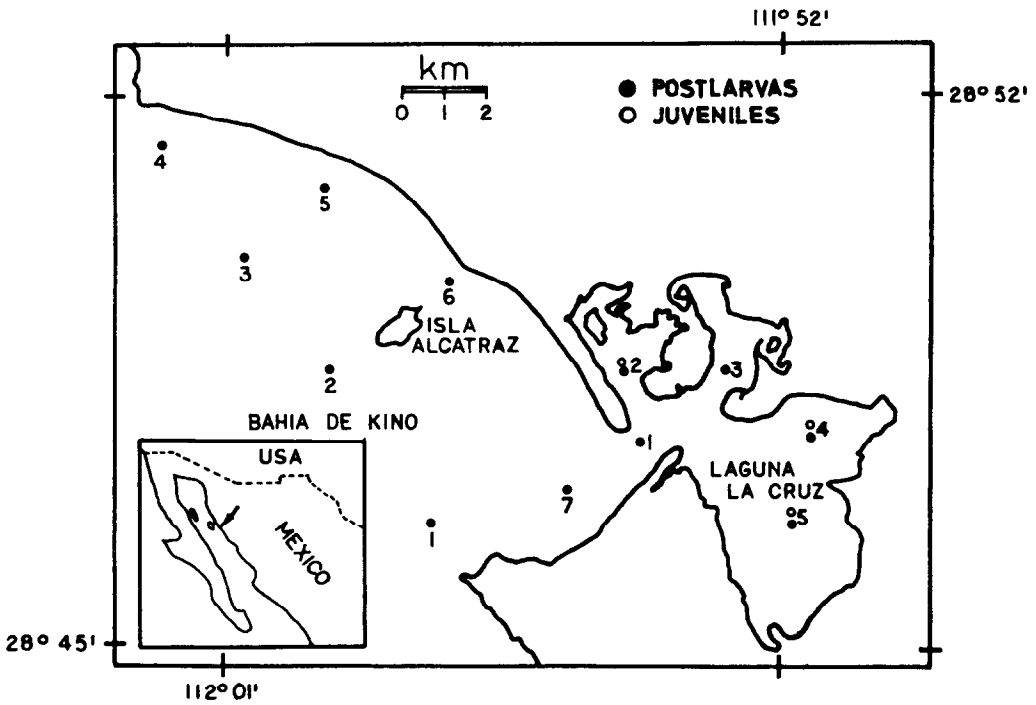 111° 52'
km
0 1 2
● POSTLARVAS
○ JUVENILES
28° 52'
4
5
3
6
ISLA
ALCATRAZ
2
2
3
BAHIA DE KINO
4
1
USA
LAGUNA
LA CRUZ
7
5
1
MEXICO
28° 45'
112° 01'